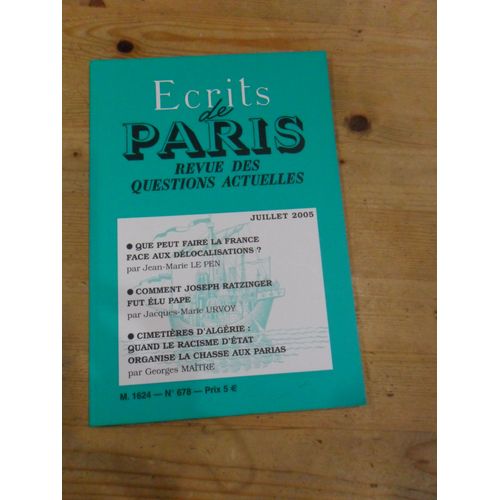 Ecrits
de
PARIS
REVUE DES
QUESTIONS ACTUELLES
JUILLET 2005
● QUE PEUT FAIRE LA FRANCE
FACE AUX DÉLOCALISATIONS ?
par Jean-Marie LE PEN
● COMMENT JOSEPH RATZINGER
FUT ÉLU PAPE
par Jacques-Marie URVOY
● CIMETIÈRES D'ALGÉRIE :
QUAND LE RACISME D'ÉTAT
ORGANISE LA CHASSE AUX PARIAS
par Georges MAÎTRE
M. 1624 — N° 678 — Prix 5 €